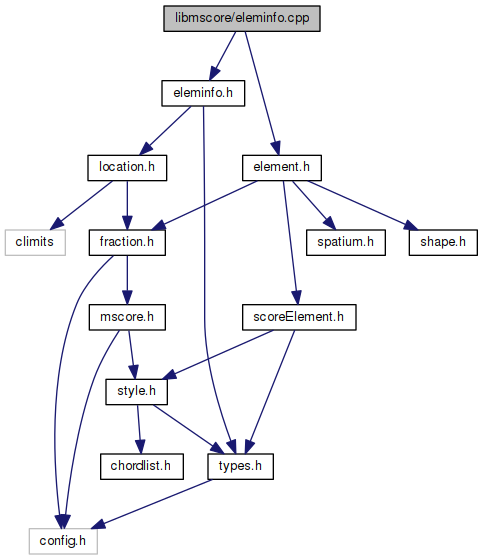 libmscore/eleminfo.cpp
eleminfo.h
location.h
element.h
climits
fraction.h
spatium.h
shape.h
mscore.h
scoreElement.h
style.h
chordlist.h
types.h
config.h